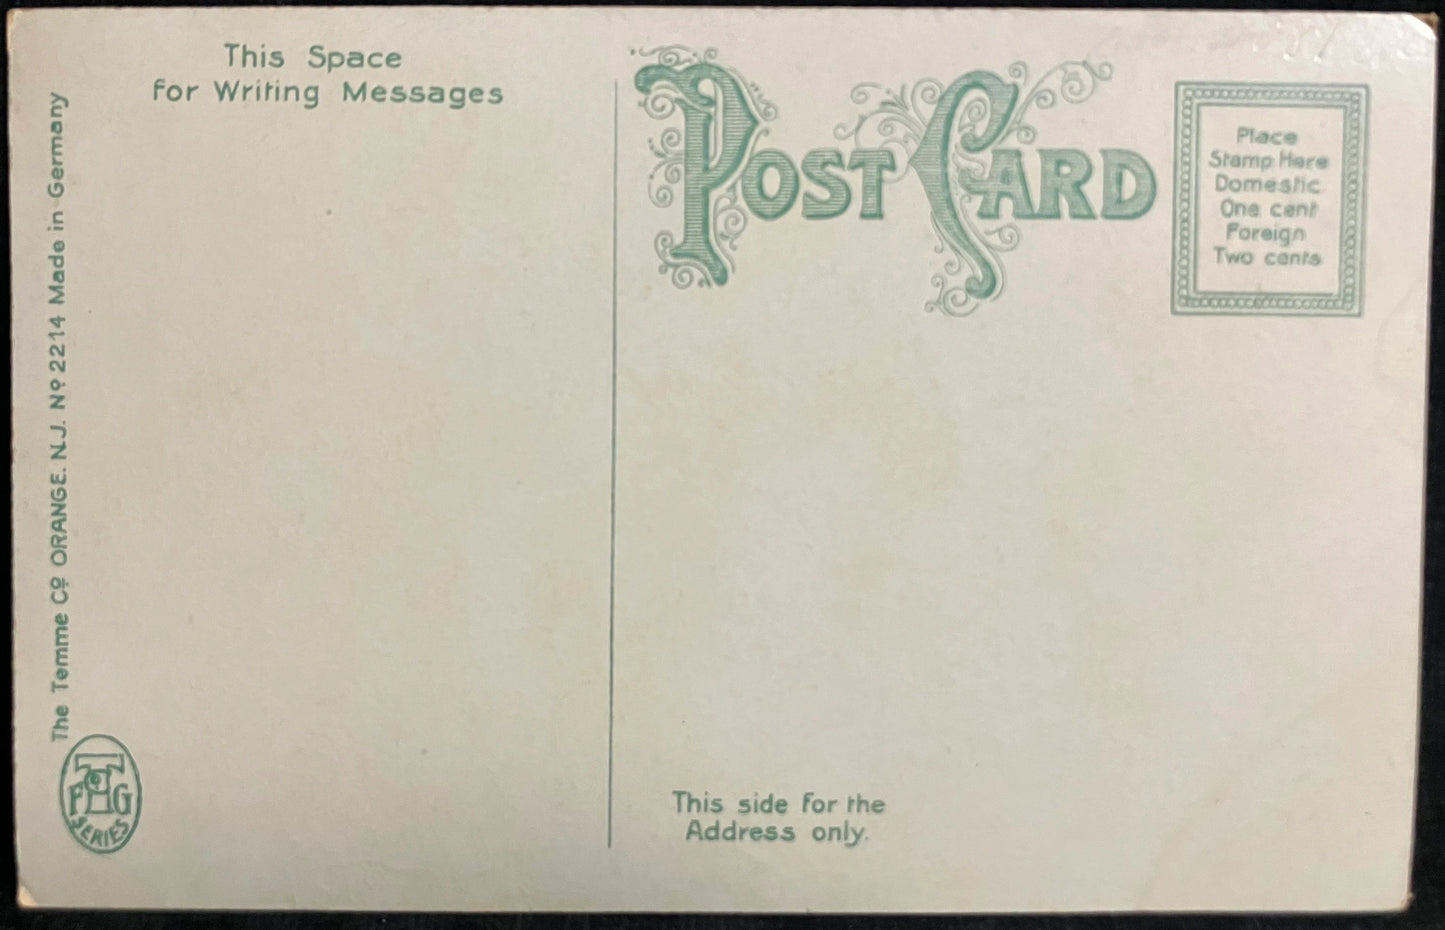 This Space
for Writing Messages
POST CARD
Place
Stamp Here
Domestic
One cent
Foreign
Two cents
The Temme Cº ORANGE. N.J. Nº 2214 Made in Germany
T
F G
SERIES
This side for the
Address only.